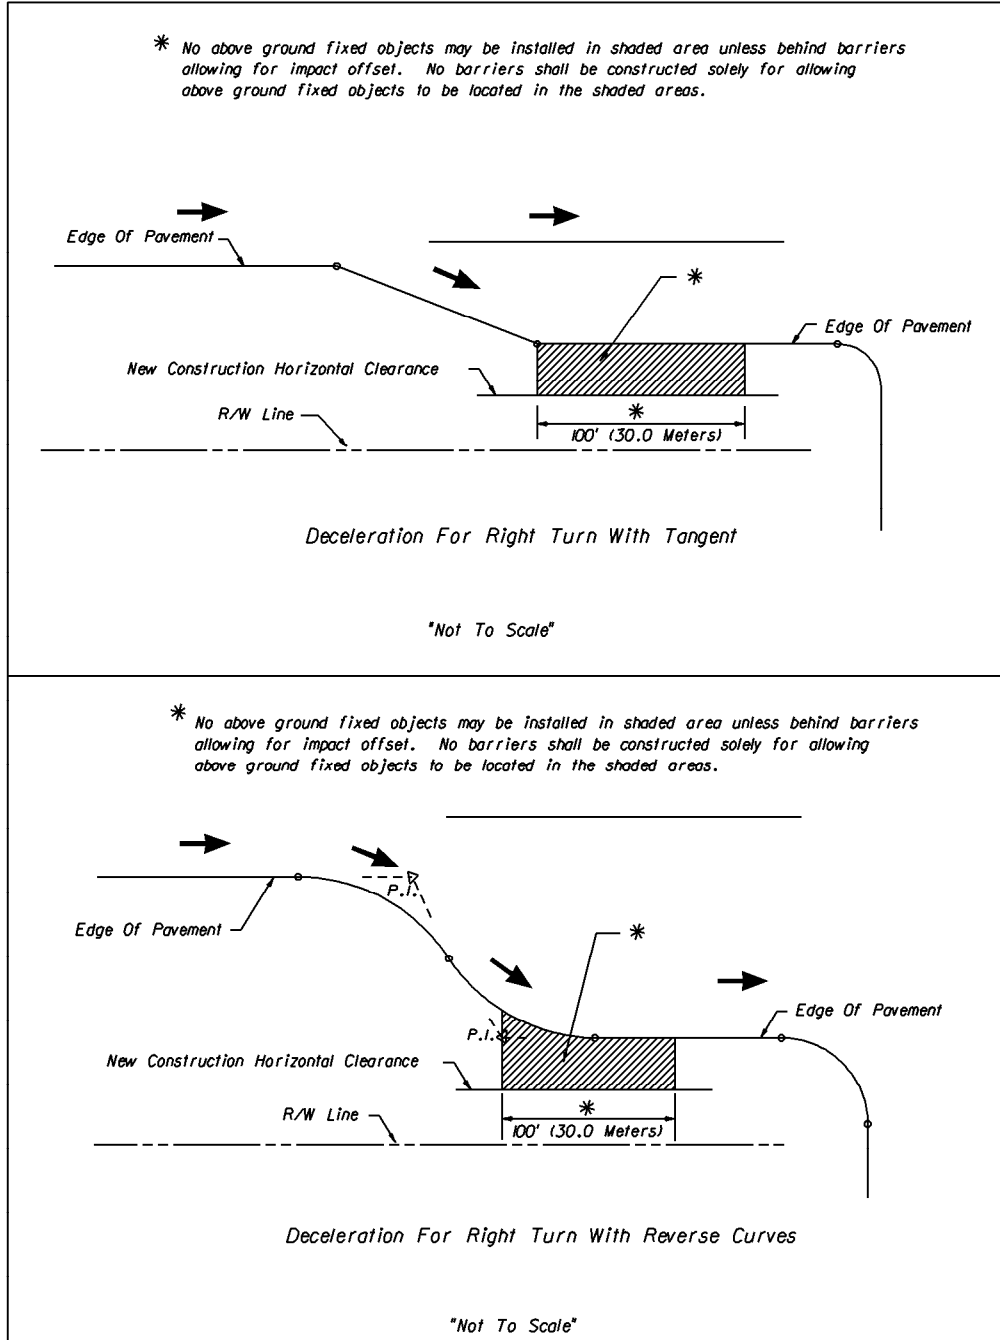 * No above ground fixed objects may be installed in shaded area unless behind barriers
allowing for impact offset. No barriers shall be constructed solely for allowing
above ground fixed objects to be located in the shaded areas.
Edge Of Pavement
*
Edge Of Pavement
New Construction Horizontal Clearance
*
R/W Line
100' (30.0 Meters)
Deceleration For Right Turn With Tangent
"Not To Scale"
* No above ground fixed objects may be installed in shaded area unless behind barriers
allowing for impact offset. No barriers shall be constructed solely for allowing
above ground fixed objects to be located in the shaded areas.
P.I.
Edge Of Pavement
*
Edge Of Pavement
P.I.
New Construction Horizontal Clearance
*
R/W Line
100' (30.0 Meters)
Deceleration For Right Turn With Reverse Curves
"Not To Scale"